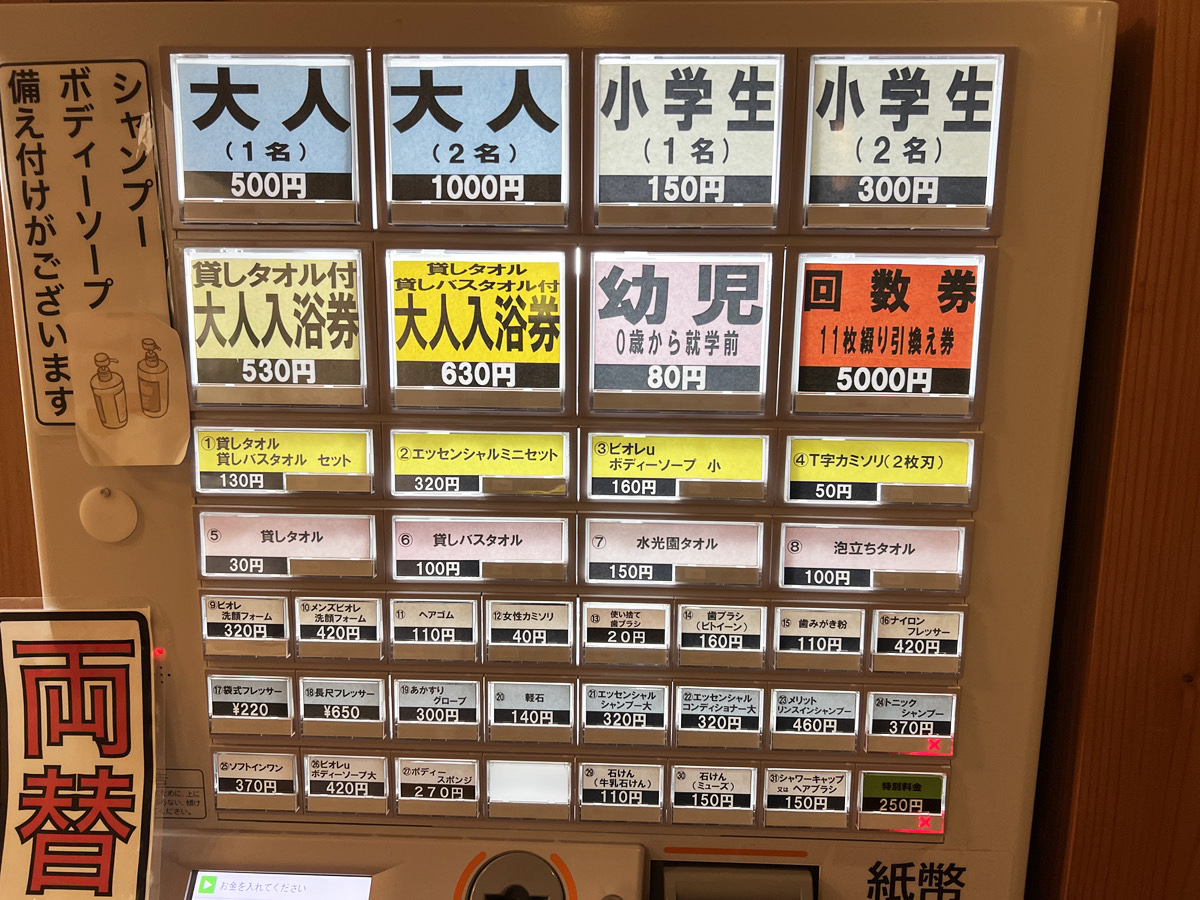 シャンプー
ボディーソープ
備え付けがございます
大人
（1名）
500円
大人
（2名）
1000円
小学生
（1名）
150円
小学生
（2名）
300円
貸しタオル付
大人入浴券
530円
貸しタオル
貸しバスタオル付
大人入浴券
630円
幼児
0歳から就学前
80円
回数券
11枚綴り引換え券
5000円
①貸しタオル
貸しバスタオル セット
130円
②エッセンシャルミニセット
320円
③ビオレu
ボディーソープ 小
160円
④T字カミソリ（2枚刃）
50円
⑤ 貸しタオル
30円
⑥ 貸しバスタオル
100円
⑦ 水光園タオル
150円
⑧ 泡立ちタオル
100円
⑨ビオレ
洗顔フォーム
320円
⑩メンズビオレ
洗顔フォーム
420円
⑪ ヘアゴム
110円
⑫女性カミソリ
40円
⑬ 使い捨て
歯ブラシ
20円
⑭ 歯ブラシ
（ビトイーン）
160円
⑮ 歯みがき粉
110円
⑯ナイロン
フレッサー
420円
⑰袋式フレッサー
¥220
⑱長尺フレッサー
¥650
⑲あかすり
グローブ
300円
⑳ 軽石
140円
㉑エッセンシャル
シャンプー大
320円
㉒エッセンシャル
コンディショナー大
320円
㉓メリット
リンスインシャンプー
460円
㉔トニック
シャンプー
370円
㉕ソフトインワン
370円
㉖ビオレu
ボディーソープ大
420円
㉗ボディー
スポンジ
270円
㉙ 石けん
（牛乳石けん）
110円
㉚ 石けん
（ミューズ）
150円
㉛シャワーキャップ
又は ヘアブラシ
150円
特別料金
250円
両替
お金を入れてください
紙幣